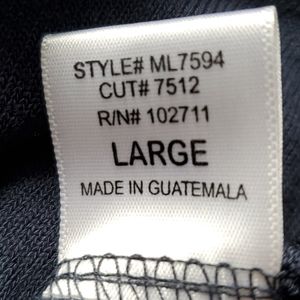 STYLE# ML7594
CUT# 7512
R/N# 102711
LARGE
MADE IN GUATEMALA